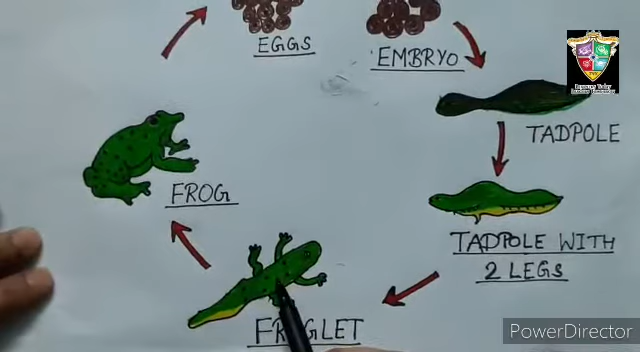 EGGS
EMBRYO
TADPOLE
FROG
TADPOLE WITH
2 LEGS
FROGLET
PowerDirector